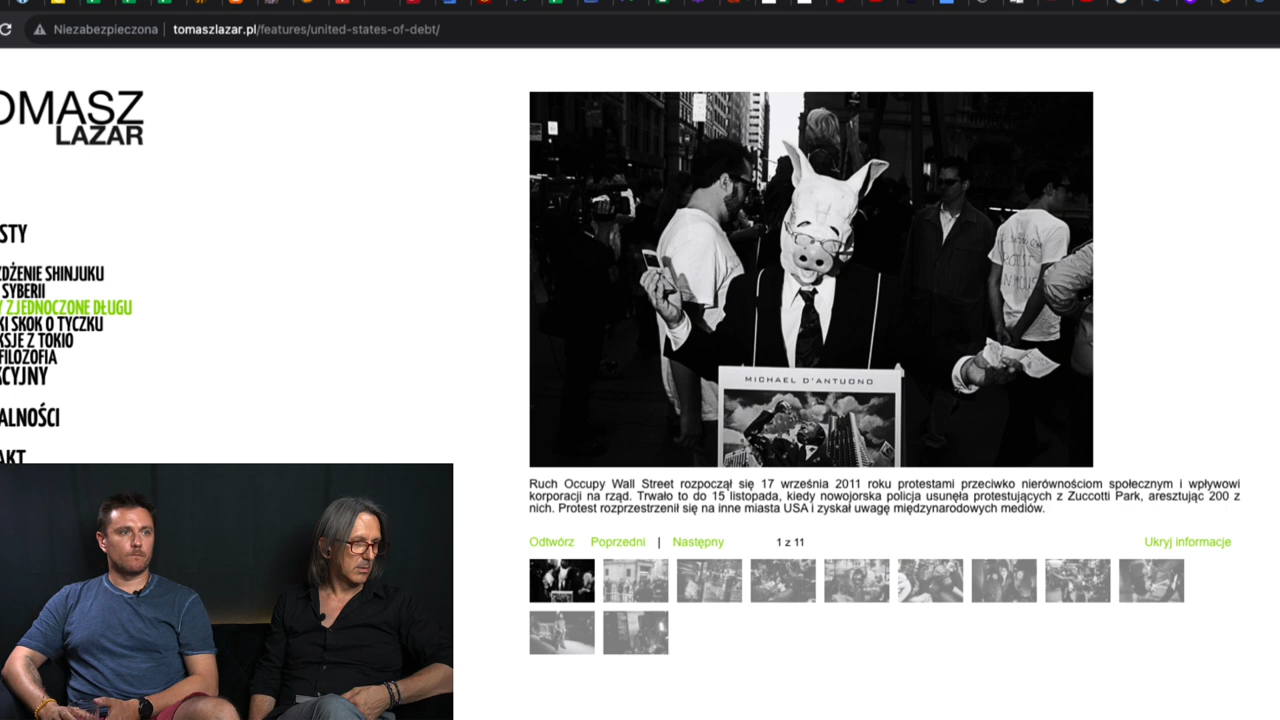 Niezabezpieczona
tomaszlazar.pl/features/united-states-of-debt/
OMASZ
LAZAR
STY
ZDŻENIE SHINJUKU
SYBERII
Y ZJEDNOCZONE DŁUGU
KI SKOK O TYCZKU
KSJE Z TOKIO
FILOZOFIA
KCYJNY
ALNOŚCI
AKT
MICHAEL D'ANTUONO
Ruch Occupy Wall Street rozpoczął się 17 września 2011 roku protestami przeciwko nierównościom społecznym i wpływowi
korporacji na rząd. Trwało to do 15 listopada, kiedy nowojorska policja usunęła protestujących z Zuccotti Park, aresztując 200 z
nich. Protest rozprzestrzenił się na inne miasta USA i zyskał uwagę międzynarodowych mediów.
Odtwórz Poprzedni | Następny 1 z 11 Ukryj informacje